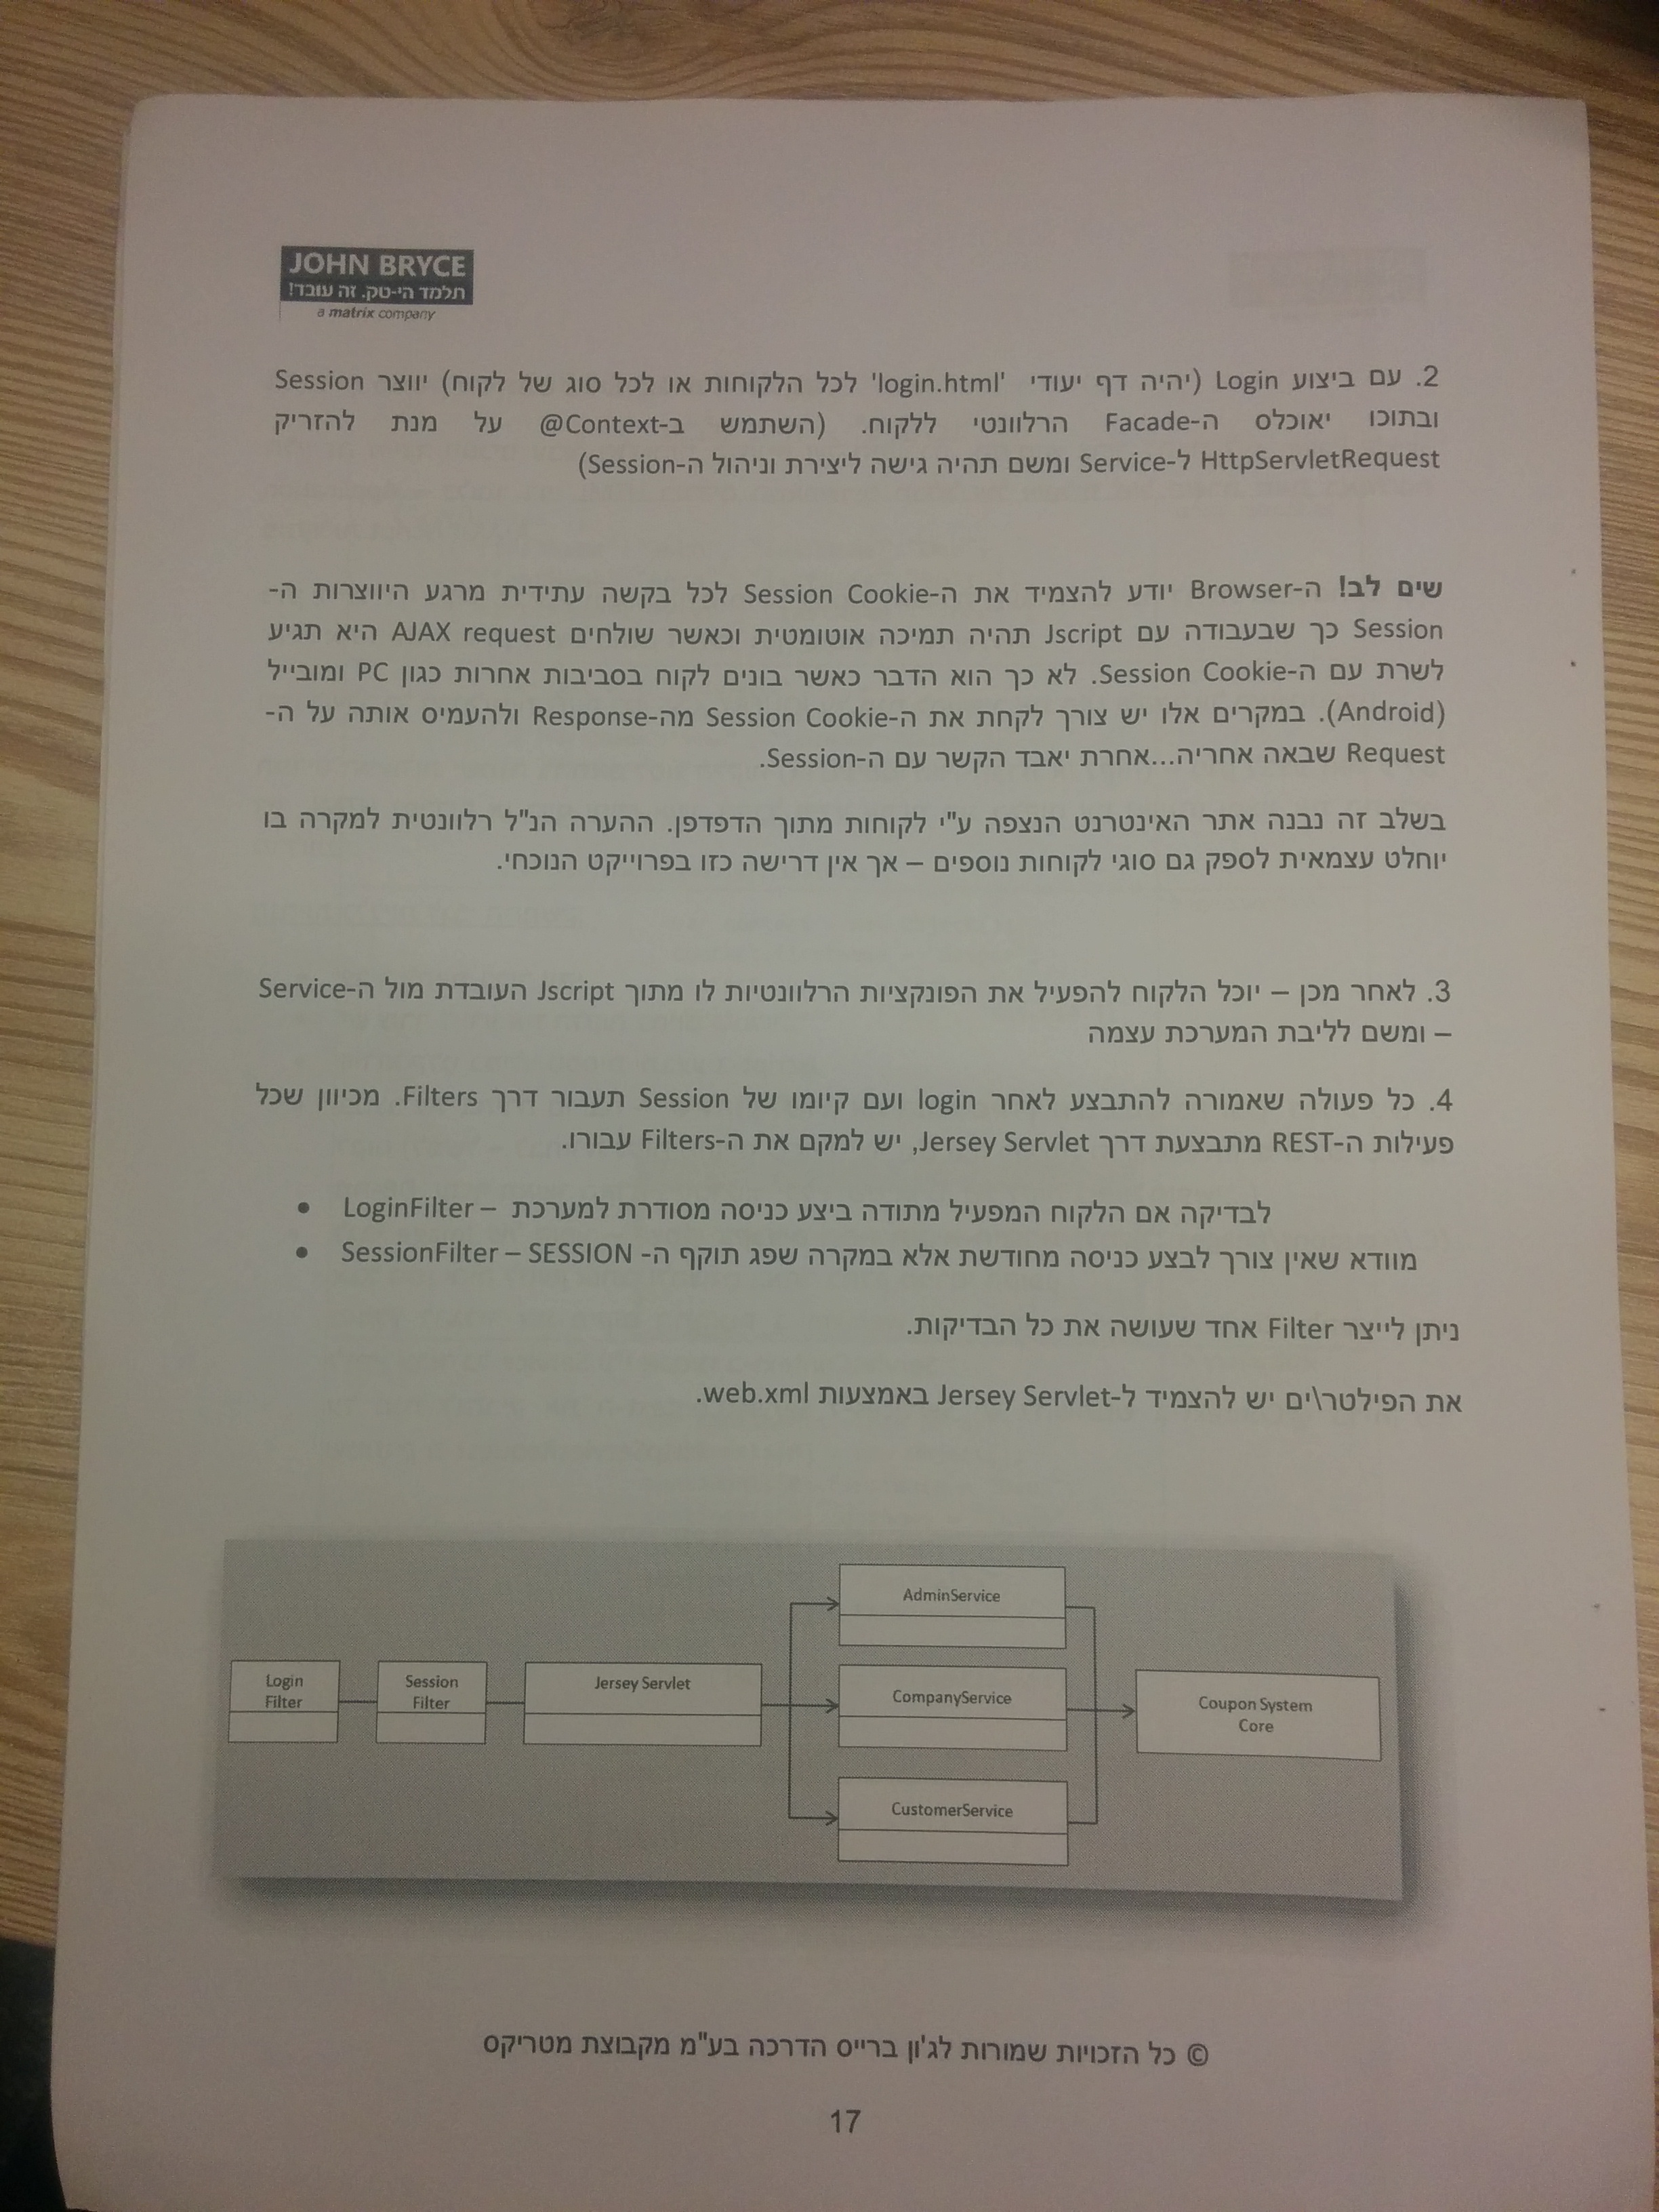 JOHN BRYCE
תלמד הי-טק. זה עובד!
a matrix company
2. עם ביצוע Login (יהיה דף יעודי 'login.html' לכל הלקוחות או לכל סוג של לקוח) יווצר Session
ובתוכו יאוכלס ה-Facade הרלוונטי ללקוח. (השתמש ב-Context@ על מנת להזריק
HttpServletRequest ל-Service ומשם תהיה גישה ליצירת וניהול ה-Session)
שים לב! ה-Browser יודע להצמיד את ה-Session Cookie לכל בקשה עתידית מרגע היווצרות ה-
Session כך שבעבודה עם Jscript תהיה תמיכה אוטומטית וכאשר שולחים AJAX request היא תגיע
לשרת עם ה-Session Cookie. לא כך הוא הדבר כאשר בונים לקוח בסביבות אחרות כגון PC ומובייל
(Android). במקרים אלו יש צורך לקחת את ה-Session Cookie מה-Response ולהעמיס אותה על ה-
Request שבאה אחריה...אחרת יאבד הקשר עם ה-Session.
בשלב זה נבנה אתר האינטרנט הנצפה ע"י לקוחות מתוך הדפדפן. ההערה הנ"ל רלוונטית למקרה בו
יוחלט עצמאית לספק גם סוגי לקוחות נוספים – אך אין דרישה כזו בפרוייקט הנוכחי.
3. לאחר מכן – יוכל הלקוח להפעיל את הפונקציות הרלוונטיות לו מתוך Jscript העובדת מול ה-Service
– ומשם לליבת המערכת עצמה
4. כל פעולה שאמורה להתבצע לאחר login ועם קיומו של Session תעבור דרך Filters. מכיוון שכל
פעילות ה-REST מתבצעת דרך Jersey Servlet, יש למקם את ה-Filters עבורו.
• LoginFilter – לבדיקה אם הלקוח המפעיל מתודה ביצע כניסה מסודרת למערכת
• SessionFilter – SESSION -מוודא שאין צורך לבצע כניסה מחודשת אלא במקרה שפג תוקף ה
ניתן לייצר Filter אחד שעושה את כל הבדיקות.
את הפילטר\ים יש להצמיד ל-Jersey Servlet באמצעות web.xml.
Login
Filter
Session
Filter
Jersey Servlet
AdminService
CompanyService
CustomerService
Coupon System
Core
© כל הזכויות שמורות לג'ון ברייס הדרכה בע"מ מקבוצת מטריקס
17